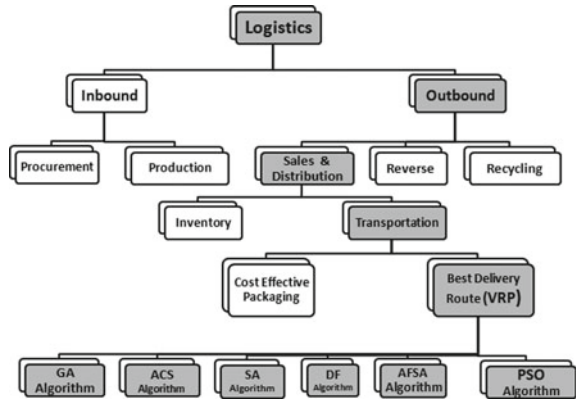 Logistics
Inbound
Outbound
Procurement
Production
Sales &
Distribution
Reverse
Recycling
Inventory
Transportation
Cost Effective
Packaging
Best Delivery
Route (VRP)
GA
Algorithm
ACS
Algorithm
SA
Algorithm
DF
Algorithm
AFSA
Algorithm
PSO
Algorithm